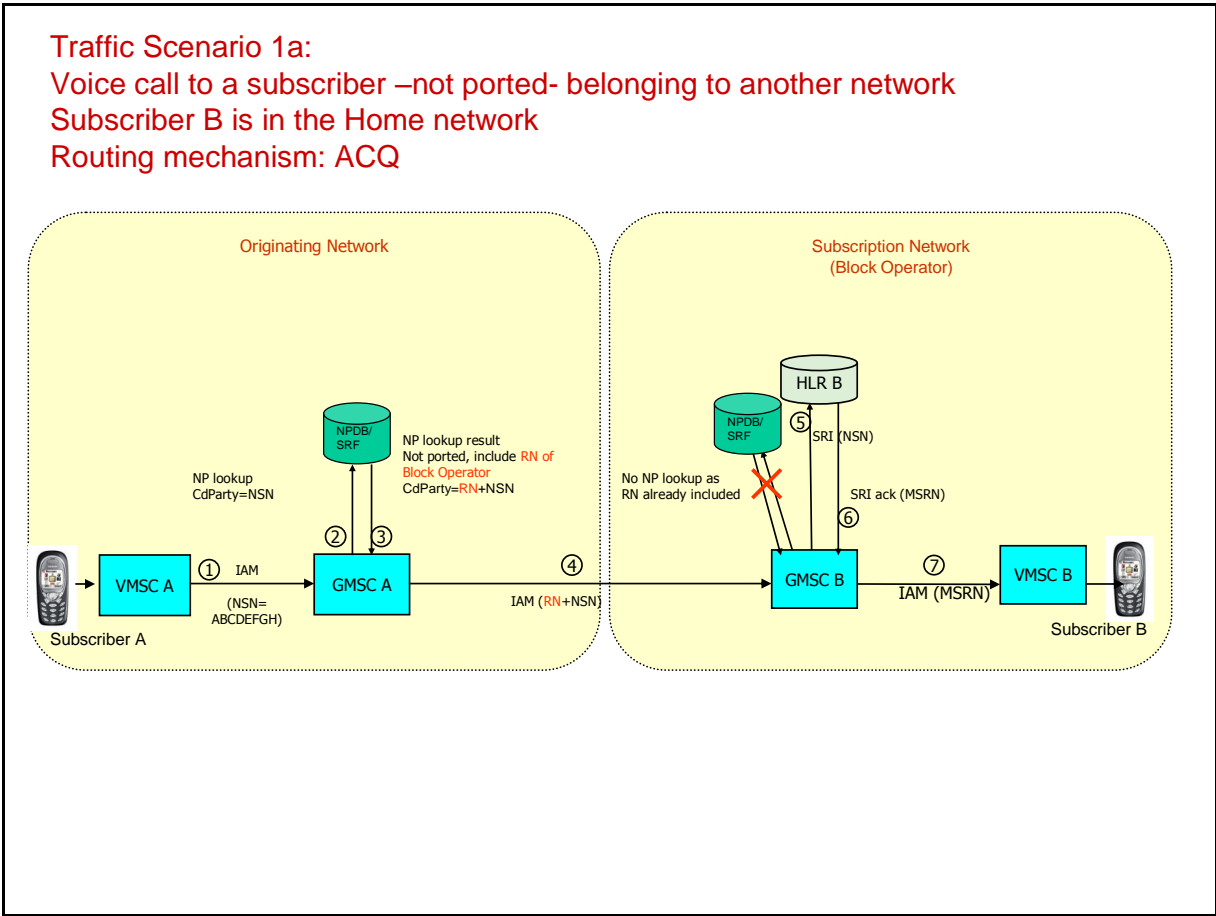 Traffic Scenario 1a:
Voice call to a subscriber –not ported- belonging to another network
Subscriber B is in the Home network
Routing mechanism: ACQ
Originating Network
Subscription Network
(Block Operator)
HLR B
NPDB/
SRF
NP lookup result
Not ported, include RN of
Block Operator
CdParty=RN+NSN
NP lookup
CdParty=NSN
NPDB/
SRF
5
SRI (NSN)
No NP lookup as
RN already included
SRI ack (MSRN)
6
2
3
VMSC A
1
IAM
(NSN=
ABCDEFGH)
GMSC A
4
IAM (RN+NSN)
GMSC B
7
IAM (MSRN)
VMSC B
Subscriber A
Subscriber B